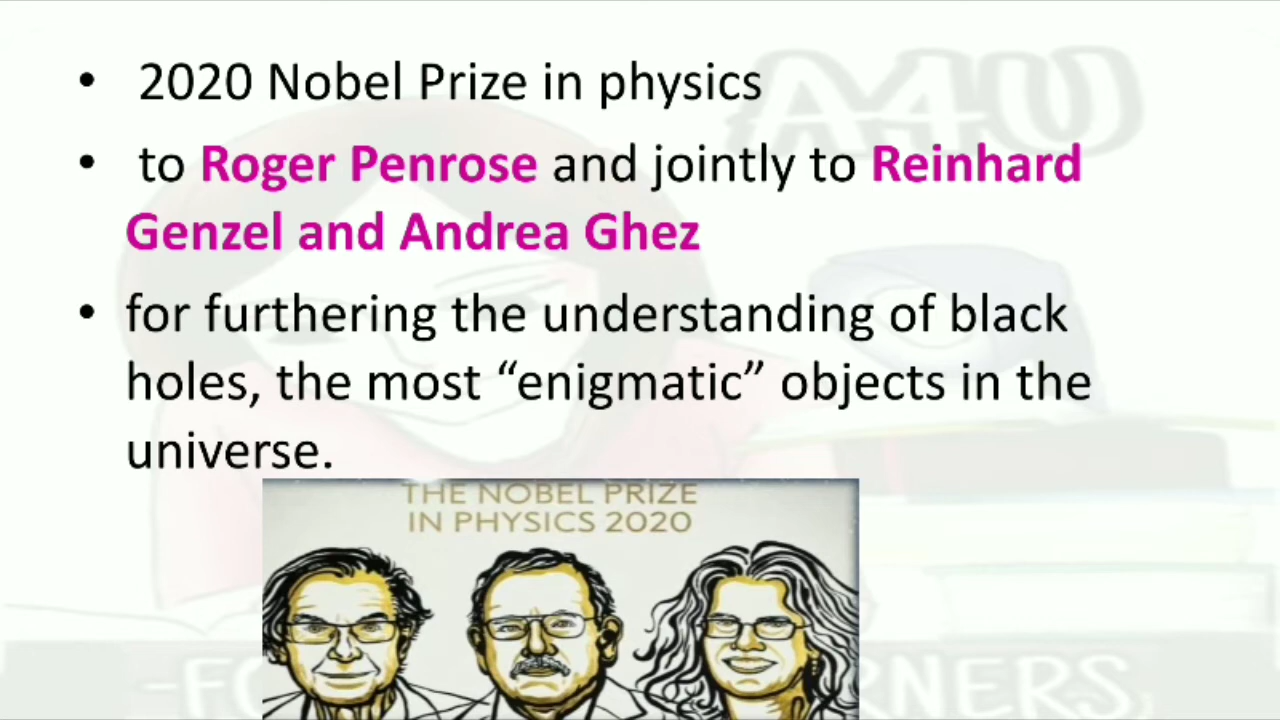 • 2020 Nobel Prize in physics
• to Roger Penrose and jointly to Reinhard
Genzel and Andrea Ghez
• for furthering the understanding of black
holes, the most “enigmatic” objects in the
universe.
THE NOBEL PRIZE
IN PHYSICS 2020
A4U